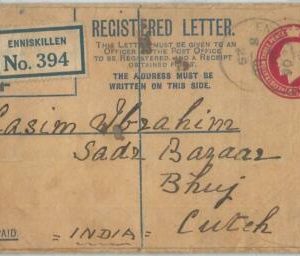 REGISTERED LETTER.
THIS LETTER MUST BE GIVEN TO AN
OFFICER OF THE POST OFFICE
TO BE REGISTERED, AND A RECEIPT
OBTAINED FOR IT.
THE ADDRESS MUST BE
WRITTEN ON THIS SIDE.
ENNISKILLEN
No. 394
Casim Ibrahim
Sadr Bazaar
Bhuj
Cutch
INDIA
PAID.